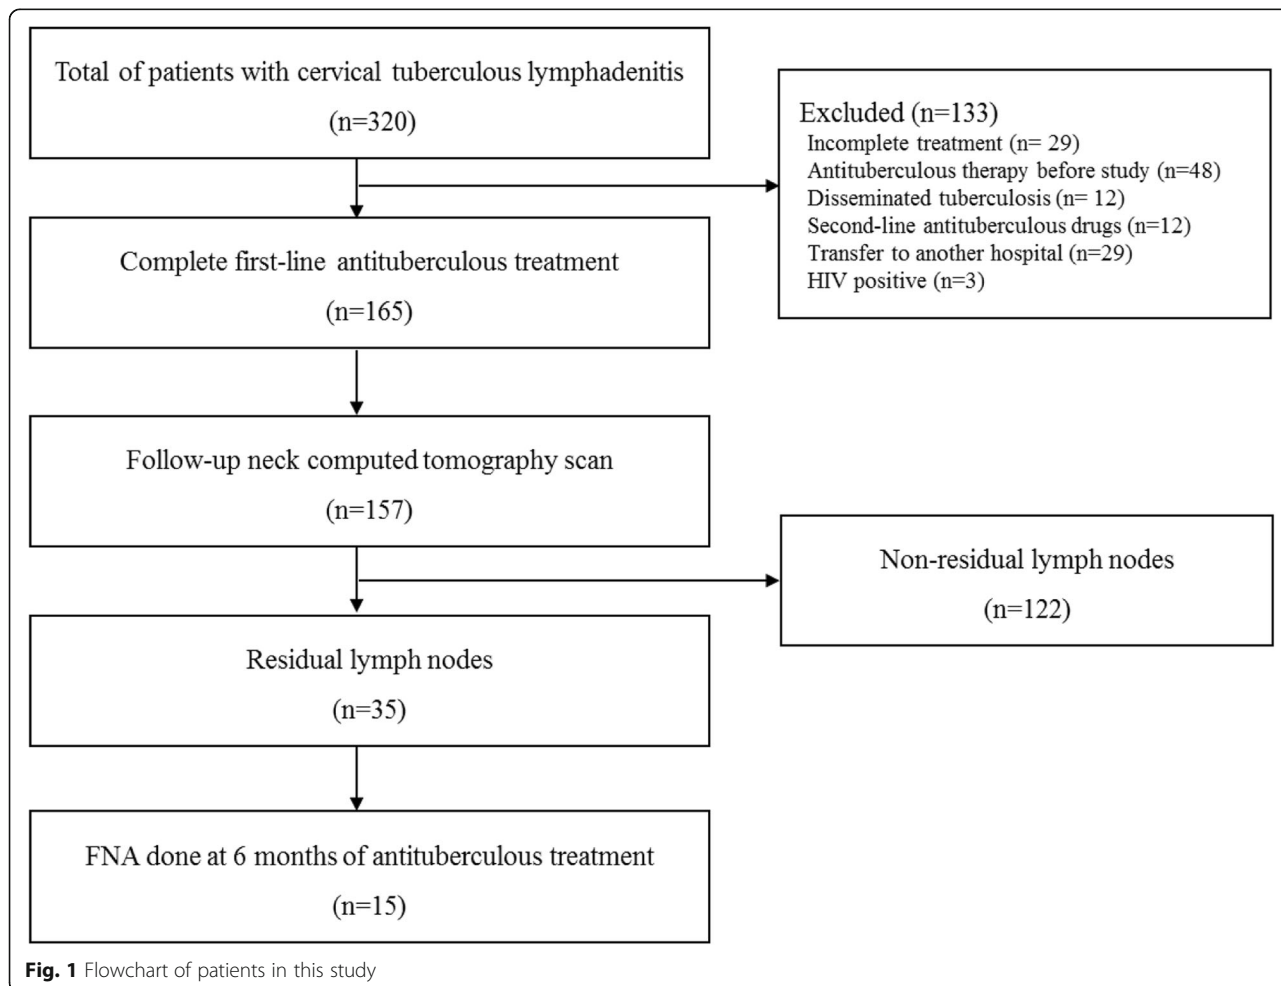 Total of patients with cervical tuberculous lymphadenitis
(n=320)
Excluded (n=133)
Incomplete treatment (n= 29)
Antituberculous therapy before study (n=48)
Disseminated tuberculosis (n= 12)
Second-line antituberculous drugs (n=12)
Transfer to another hospital (n=29)
HIV positive (n=3)
Complete first-line antituberculous treatment
(n=165)
Follow-up neck computed tomography scan
(n=157)
Non-residual lymph nodes
(n=122)
Residual lymph nodes
(n=35)
FNA done at 6 months of antituberculous treatment
(n=15)
Fig. 1 Flowchart of patients in this study